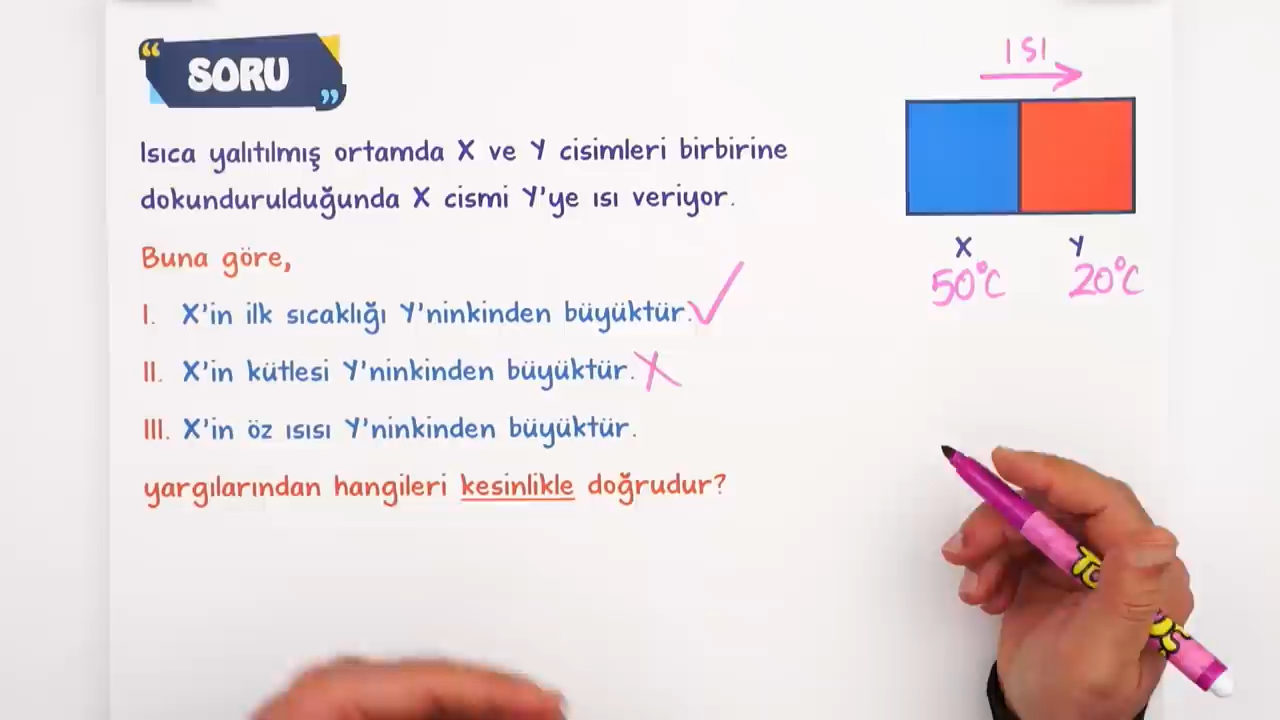 “ SORU ”
ISI
Isıca yalıtılmış ortamda X ve Y cisimleri birbirine
dokundurulduğunda X cismi Y'ye ısı veriyor.
X Y
50°C 20°C
Buna göre,
I. X'in ilk sıcaklığı Y'ninkinden büyüktür.
II. X'in kütlesi Y'ninkinden büyüktür.
III. X'in öz ısısı Y'ninkinden büyüktür.
yargılarından hangileri kesinlikle doğrudur?